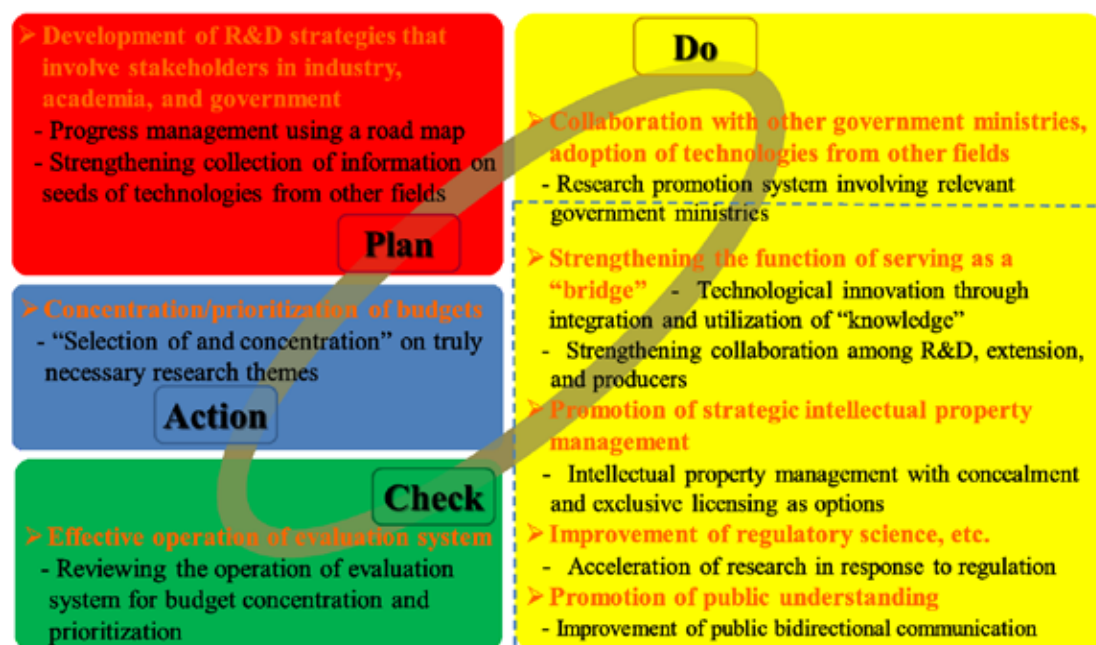 ➢ Development of R&D strategies that
involve stakeholders in industry,
academia, and government
- Progress management using a road map
- Strengthening collection of information on
seeds of technologies from other fields
Plan
➢ Concentration/prioritization of budgets
- “Selection of and concentration” on truly
necessary research themes
Action
Check
➢ Effective operation of evaluation system
- Reviewing the operation of evaluation
system for budget concentration and
prioritization
Do
➢ Collaboration with other government ministries,
adoption of technologies from other fields
- Research promotion system involving relevant
government ministries
➢ Strengthening the function of serving as a
“bridge” - Technological innovation through
integration and utilization of “knowledge”
- Strengthening collaboration among R&D, extension,
and producers
➢ Promotion of strategic intellectual property
management
- Intellectual property management with concealment
and exclusive licensing as options
➢ Improvement of regulatory science, etc.
- Acceleration of research in response to regulation
➢ Promotion of public understanding
- Improvement of public bidirectional communication